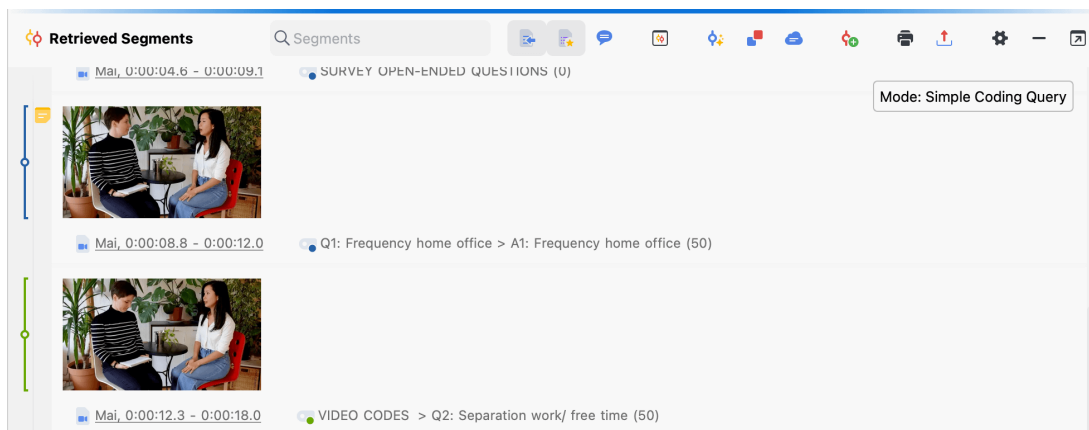 Retrieved Segments
Segments
Mai, 0:00:04.6 - 0:00:09.1
SURVEY OPEN-ENDED QUESTIONS (0)
Mode: Simple Coding Query
Mai, 0:00:08.8 - 0:00:12.0
Q1: Frequency home office > A1: Frequency home office (50)
Mai, 0:00:12.3 - 0:00:18.0
VIDEO CODES > Q2: Separation work/ free time (50)